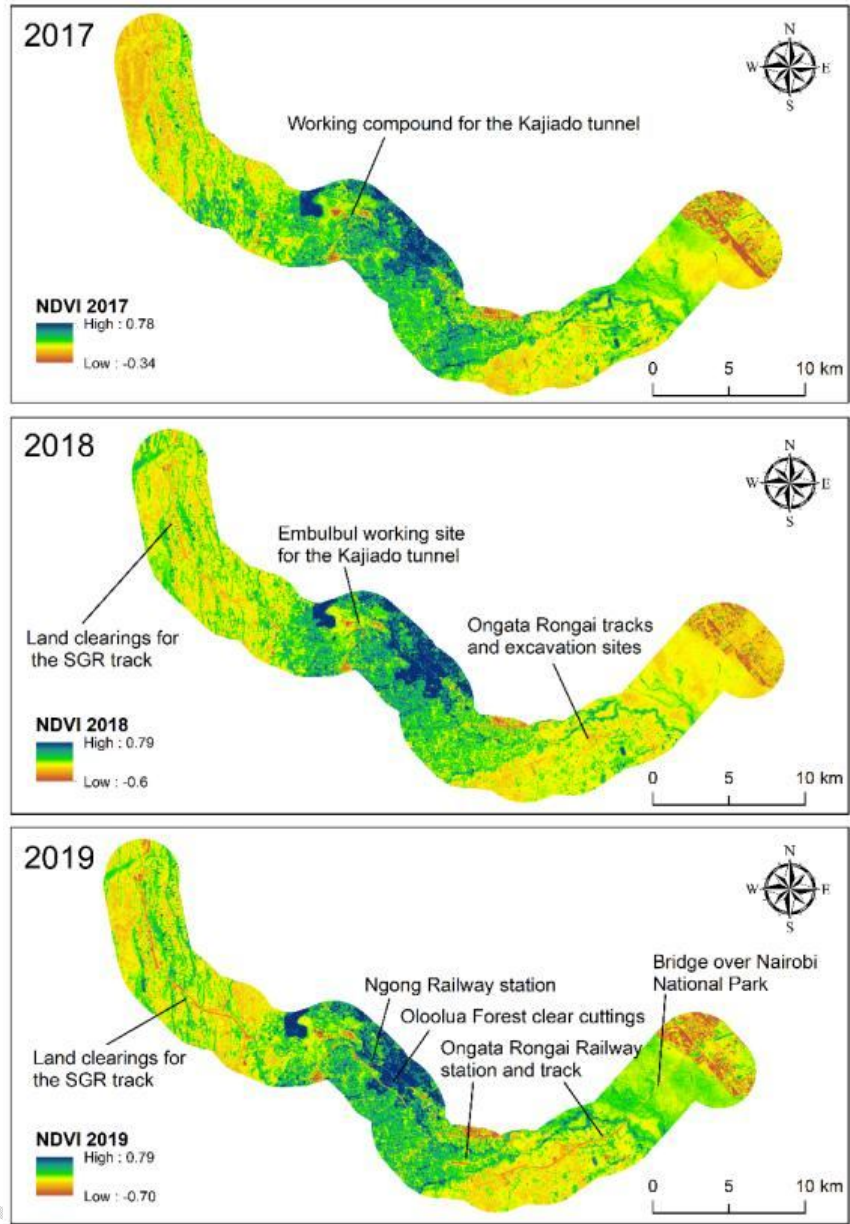 2017
N
W
E
S
Working compound for the Kajiado tunnel
NDVI 2017
High : 0.78
Low : -0.34
0 5 10 km
2018
N
W
E
S
Embulbul working site
for the Kajiado tunnel
Land clearings for
the SGR track
Ongata Rongai tracks
and excavation sites
NDVI 2018
High : 0.79
Low : -0.6
0 5 10 km
2019
N
W
E
S
Bridge over Nairobi
National Park
Ngong Railway station
Oloolua Forest clear cuttings
Ongata Rongai Railway
station and track
Land clearings for
the SGR track
NDVI 2019
High : 0.79
Low : -0.70
0 5 10 km